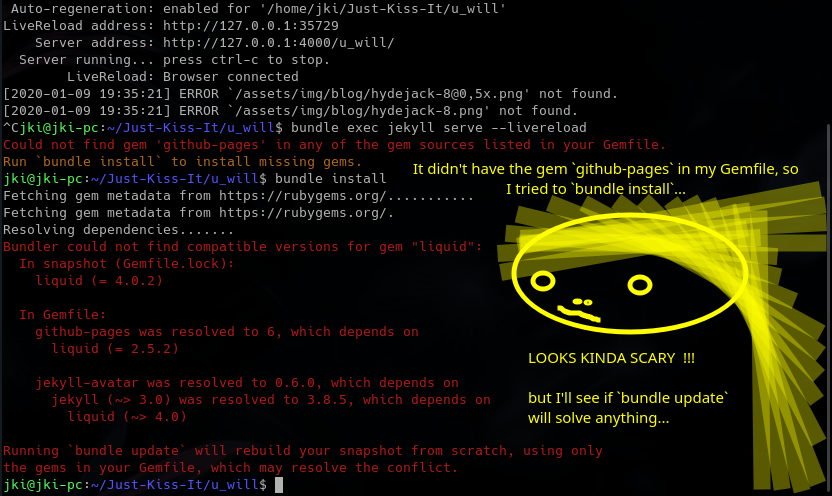 Auto-regeneration: enabled for '/home/jki/Just-Kiss-It/u_will'
LiveReload address: http://127.0.0.1:35729
Server address: http://127.0.0.1:4000/u_will/
Server running... press ctrl-c to stop.
LiveReload: Browser connected
[2020-01-09 19:35:21] ERROR `/assets/img/blog/hydejack-8@0,5x.png' not found.
[2020-01-09 19:35:21] ERROR `/assets/img/blog/hydejack-8.png' not found.
^Cjki@jki-pc:~/Just-Kiss-It/u_will$ bundle exec jekyll serve --livereload
Could not find gem 'github-pages' in any of the gem sources listed in your Gemfile.
Run `bundle install` to install missing gems.
jki@jki-pc:~/Just-Kiss-It/u_will$ bundle install
Fetching gem metadata from https://rubygems.org/...........
Fetching gem metadata from https://rubygems.org/.
Resolving dependencies.......
Bundler could not find compatible versions for gem "liquid":
In snapshot (Gemfile.lock):
liquid (= 4.0.2)
In Gemfile:
github-pages was resolved to 6, which depends on
liquid (= 2.5.2)
jekyll-avatar was resolved to 0.6.0, which depends on
jekyll (~> 3.0) was resolved to 3.8.5, which depends on
liquid (~> 4.0)
Running `bundle update` will rebuild your snapshot from scratch, using only
the gems in your Gemfile, which may resolve the conflict.
jki@jki-pc:~/Just-Kiss-It/u_will$
It didn't have the gem `github-pages` in my Gemfile, so
I tried to `bundle install`...
LOOKS KINDA SCARY !!!
but I'll see if `bundle update`
will solve anything...